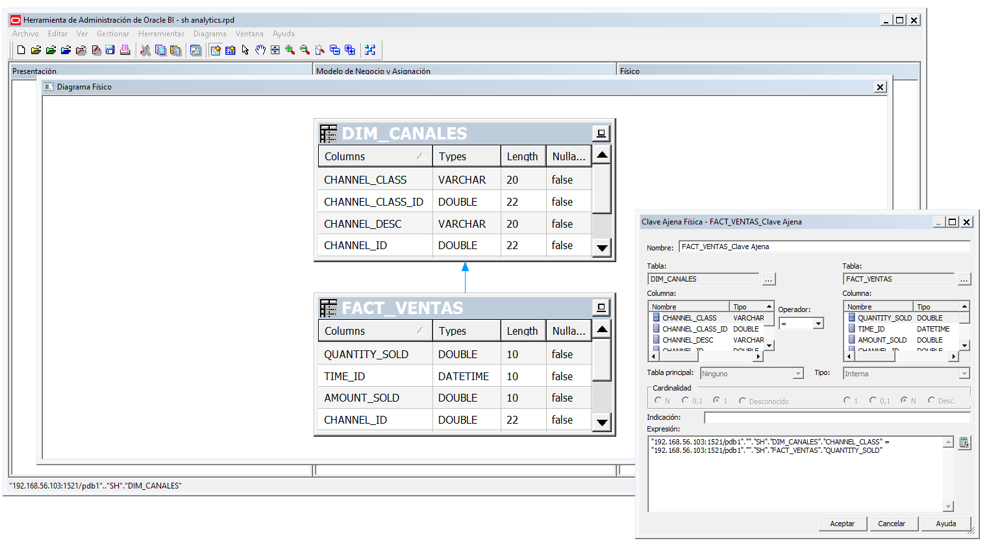 Herramienta de Administración de Oracle BI - sh analytics.rpd
Archivo Editar Ver Gestionar Herramientas Diagrama Ventana Ayuda
Presentación Modelo de Negocio y Asignación Físico
Diagrama Físico
DIM_CANALES
Columns Types Length Nulla...
CHANNEL_CLASS VARCHAR 20 false
CHANNEL_CLASS_ID DOUBLE 22 false
CHANNEL_DESC VARCHAR 20 false
CHANNEL_ID DOUBLE 22 false
FACT_VENTAS
Columns Types Length Nulla...
QUANTITY_SOLD DOUBLE 10 false
TIME_ID DATETIME 10 false
AMOUNT_SOLD DOUBLE 10 false
CHANNEL_ID DOUBLE 22 false
"192.168.56.103:1521/pdb1".."SH"."DIM_CANALES"
Clave Ajena Física - FACT_VENTAS_Clave Ajena
Nombre: FACT_VENTAS_Clave Ajena
Tabla: Tabla:
DIM_CANALES ... FACT_VENTAS ...
Columna: Columna:
Nombre Tipo Operador: Nombre Tipo
CHANNEL_CLASS VARCHAR = QUANTITY_SOLD DOUBLE
CHANNEL_CLASS_ID DOUBLE TIME_ID DATETIME
CHANNEL_DESC VARCHAR AMOUNT_SOLD DOUBLE
CHANNEL_ID DOUBLE CHANNEL_ID DOUBLE
Tabla principal: Ninguno Tipo: Interna
Cardinalidad
N 0,1 1 Desconocido 1 0,1 N Desc.
Indicación:
Expresión:
"192.168.56.103:1521/pdb1".""."SH"."DIM_CANALES"."CHANNEL_CLASS" =
"192.168.56.103:1521/pdb1".""."SH"."FACT_VENTAS"."QUANTITY_SOLD"
Aceptar Cancelar Ayuda